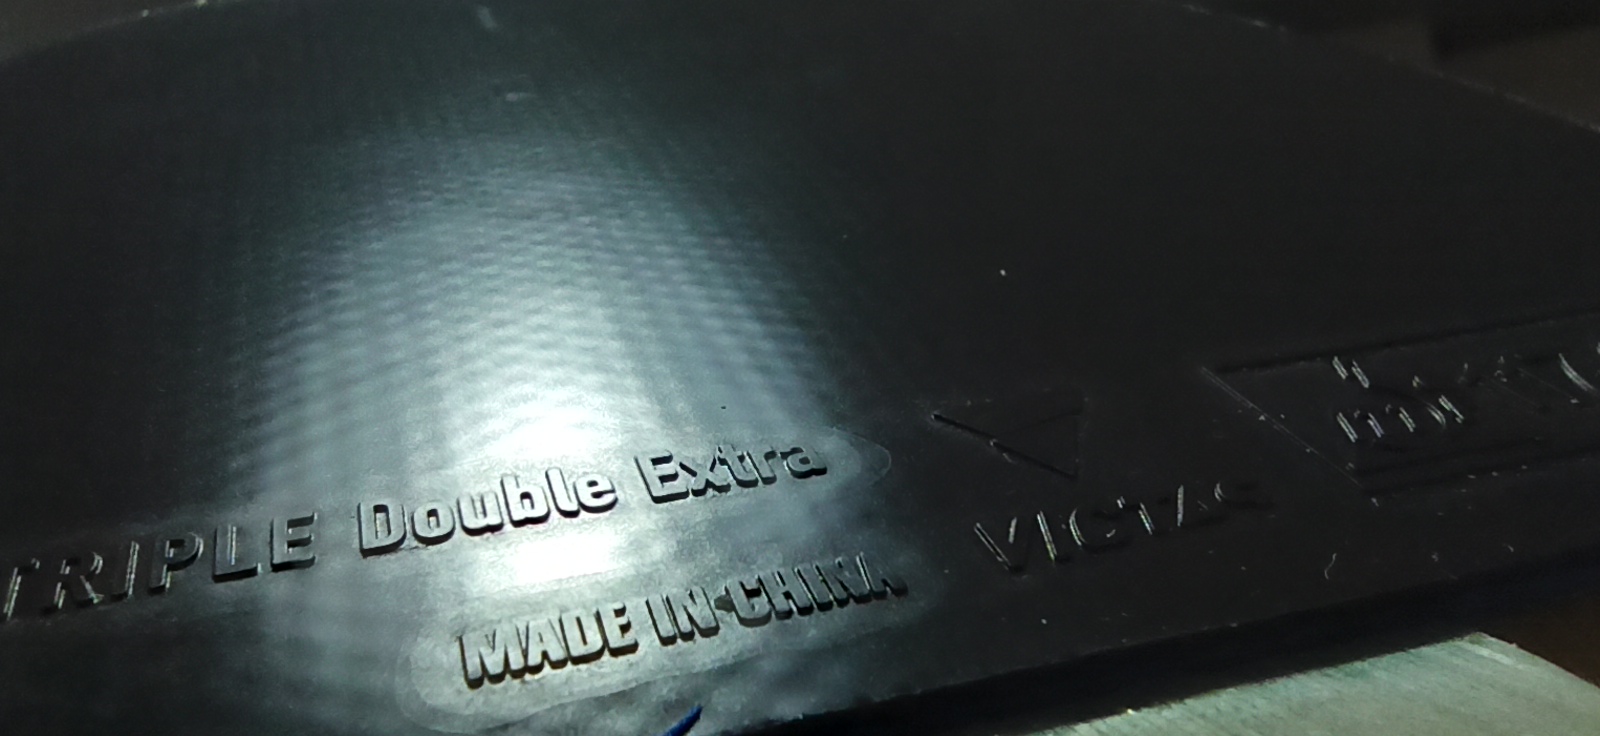 TRIPLE Double Extra
MADE IN CHINA
VICTAS